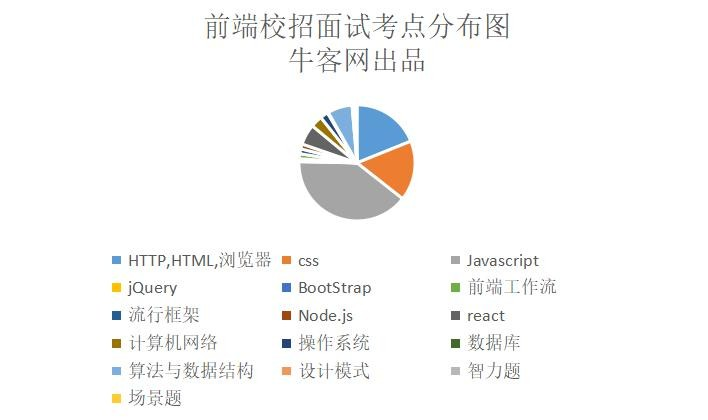 前端校招面试考点分布图
牛客网出品
HTTP,HTML,浏览器 css Javascript
jQuery BootStrap 前端工作流
流行框架 Node.js react
计算机网络 操作系统 数据库
算法与数据结构 设计模式 智力题
场景题